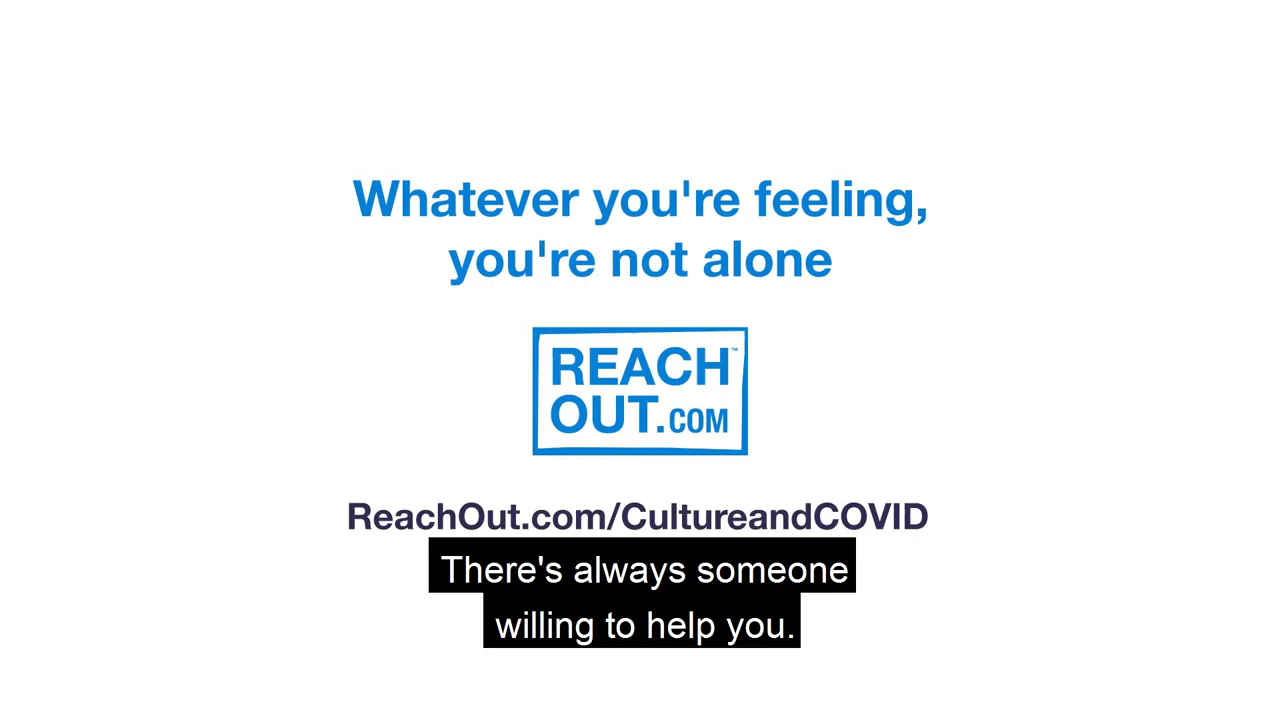 Whatever you're feeling,
you're not alone
REACH™
OUT.COM
ReachOut.com/CultureandCOVID
There's always someone
willing to help you.